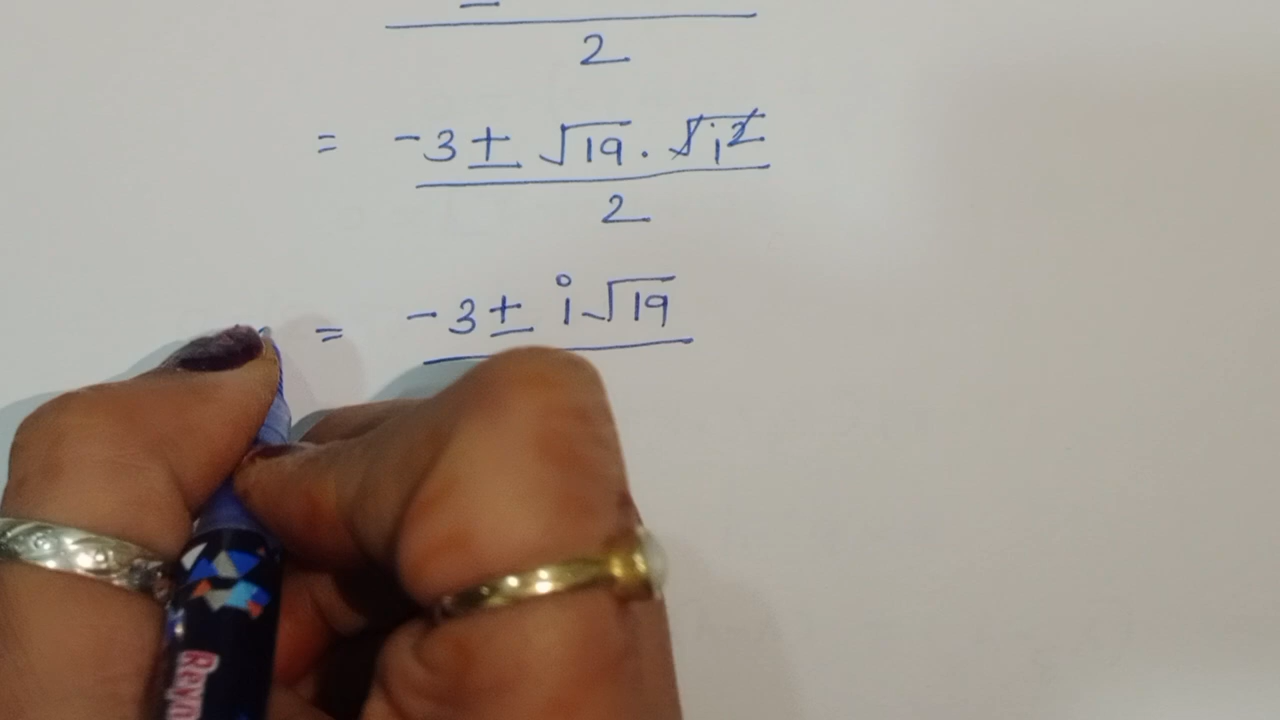 2
= -3 ± √19 . √i²
2
= -3 ± i√19
Reyn